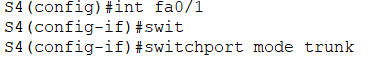 S4(config)#int fa0/1
S4(config-if)#swit
S4(config-if)#switchport mode trunk